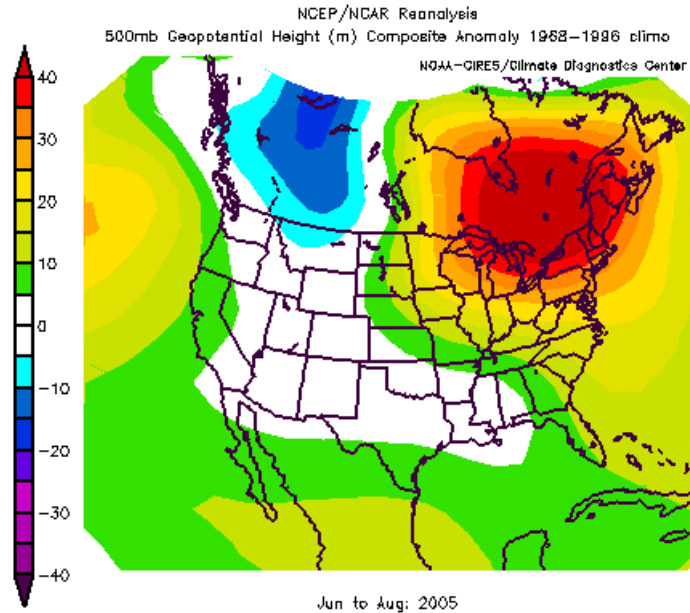 NCEP/NCAR Reanalysis
500mb Geopotential Height (m) Composite Anomaly 1968-1996 climo
NOAA-CIRES/Climate Diagnostics Center
40
30
20
10
0
-10
-20
-30
-40
Jun to Aug: 2005